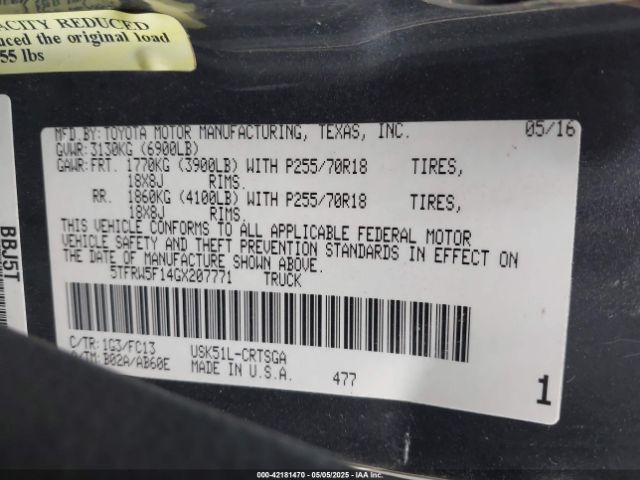 ACITY REDUCED
duced the original load
55 lbs
BBJ5T
MFD.BY:TOYOTA MOTOR MANUFACTURING, TEXAS, INC. 05/16
GVWR:3130KG (6900LB)
GAWR:FRT. 1770KG (3900LB) WITH P255/70R18 TIRES,
18X8J RIMS.
RR. 1860KG (4100LB) WITH P255/70R18 TIRES,
18X8J RIMS.
THIS VEHICLE CONFORMS TO ALL APPLICABLE FEDERAL MOTOR
VEHICLE SAFETY AND THEFT PREVENTION STANDARDS IN EFFECT ON
THE DATE OF MANUFACTURE SHOWN ABOVE.
5TFRW5F14GX207771 TRUCK
C/TR:1G3/FC13 USK51L-CRTSGA
A/TM:B02A/AB60E MADE IN U.S.A. 477
1
000-42181470 05/05/2025 IAA Inc.